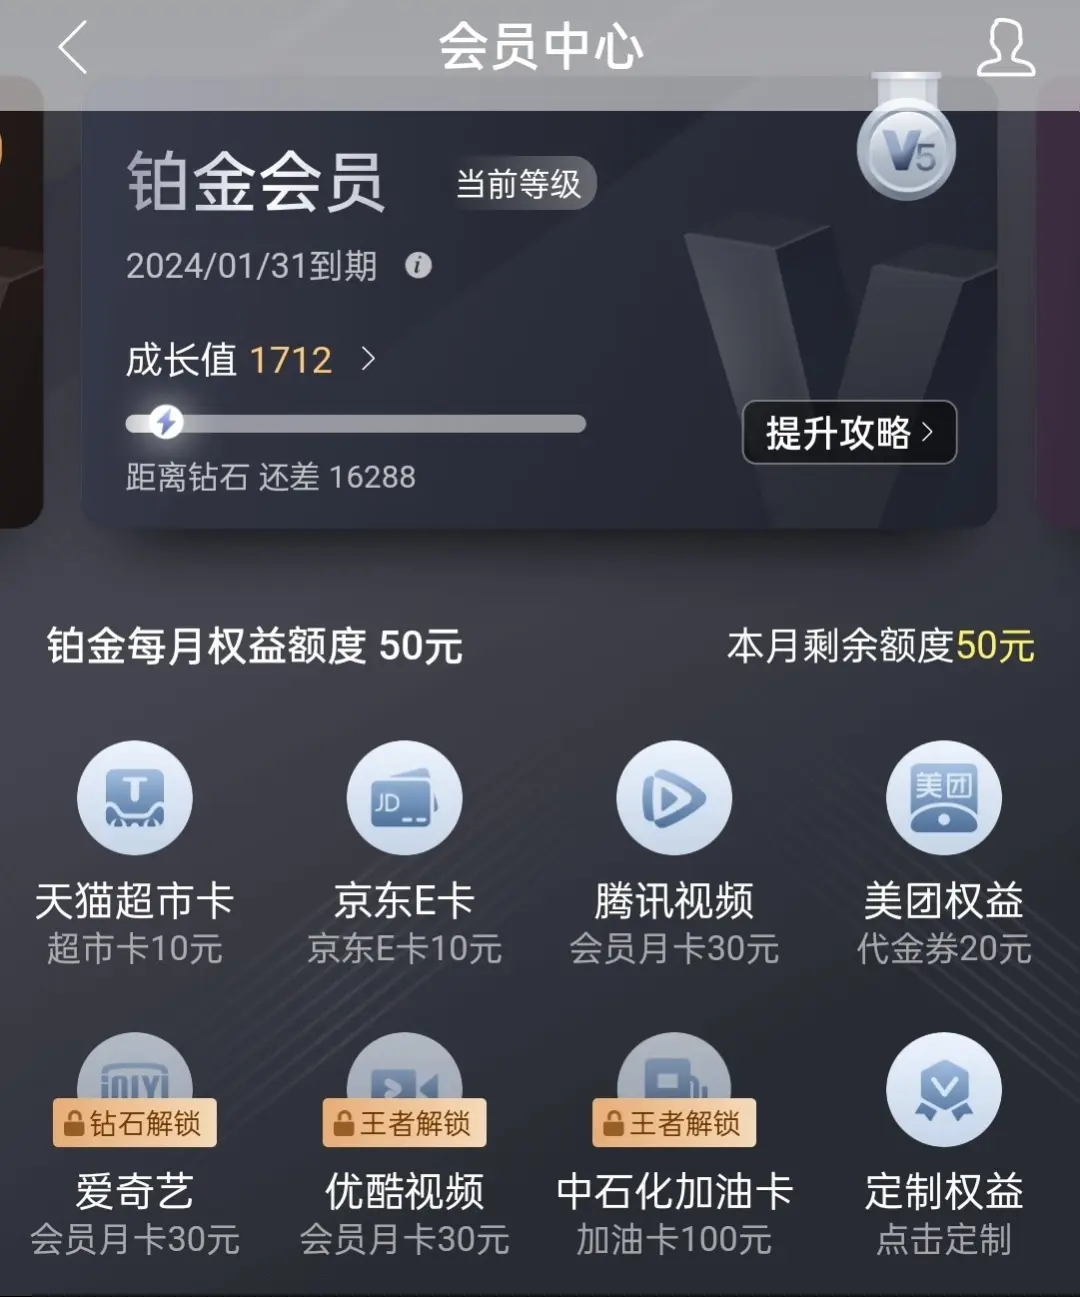 会员中心
铂金会员 当前等级
V5
2024/01/31到期 i
成长值 1712 >
提升攻略 >
距离钻石 还差 16288
铂金每月权益额度 50元 本月剩余额度50元
T JD 美团
天猫超市卡 京东E卡 腾讯视频 美团权益
超市卡10元 京东E卡10元 会员月卡30元 代金券20元
钻石解锁 王者解锁 王者解锁
爱奇艺 优酷视频 中石化加油卡 定制权益
会员月卡30元 会员月卡30元 加油卡100元 点击定制